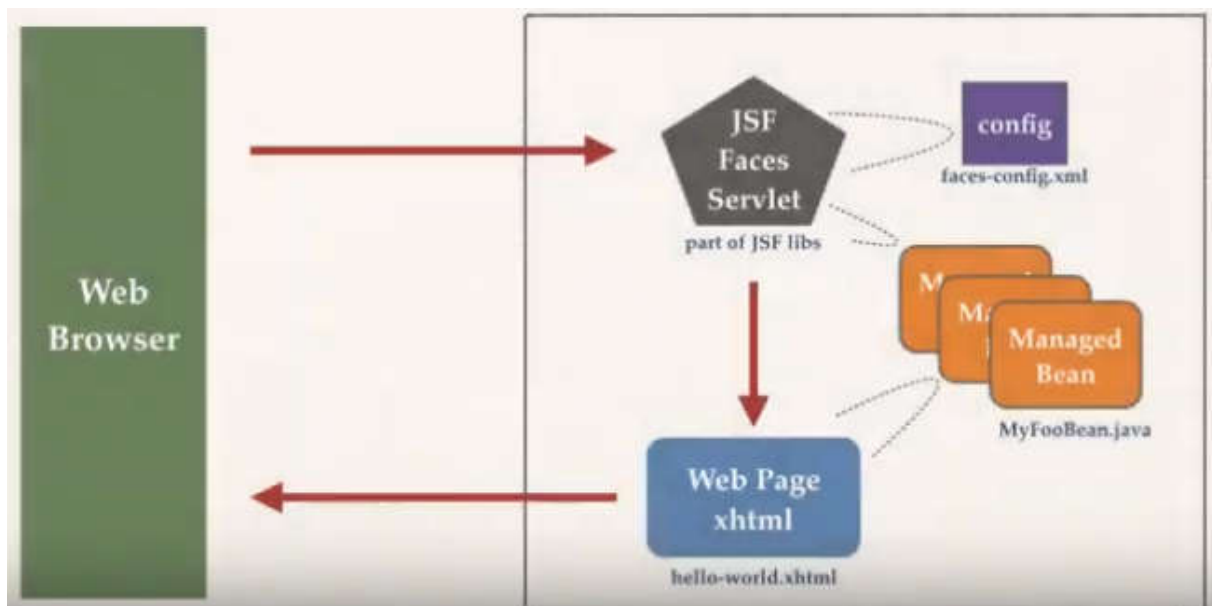 Web
Browser
JSF
Faces
Servlet
part of JSF libs
config
faces-config.xml
M
Ma
Managed
Bean
MyFooBean.java
Web Page
xhtml
hello-world.xhtml